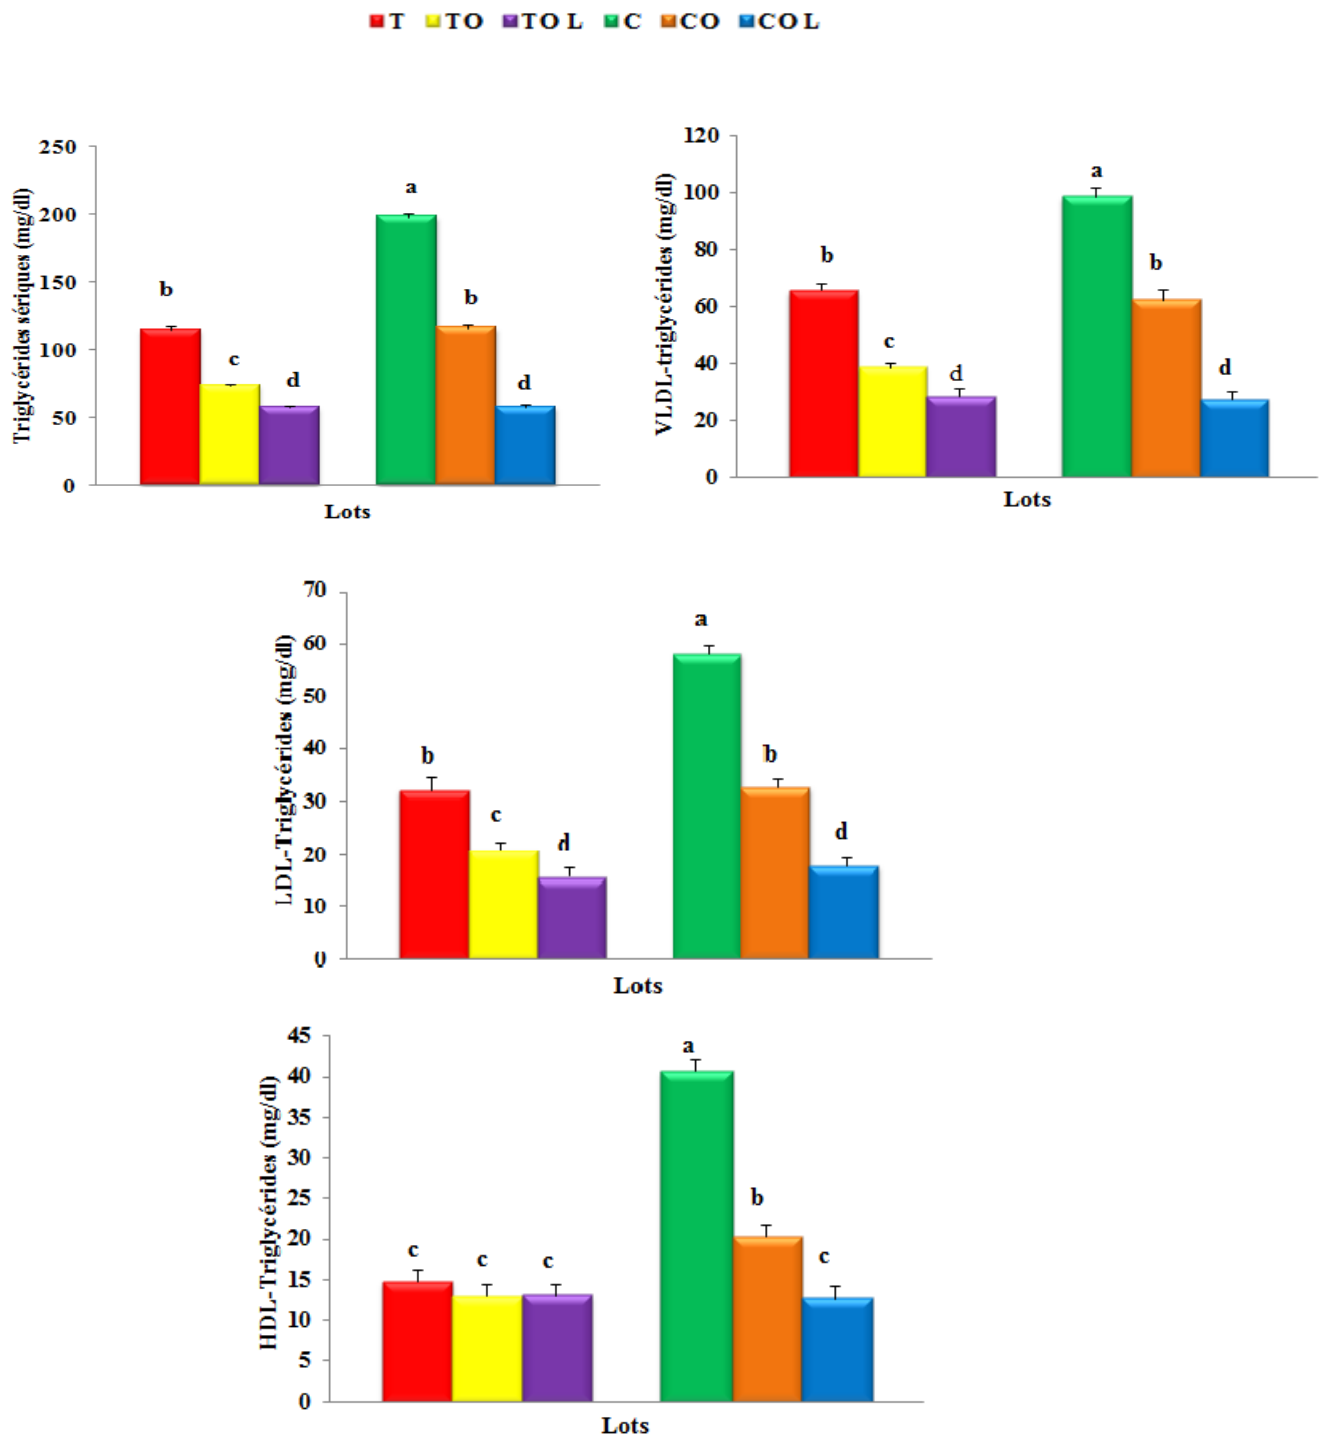 T TO TOL C CO COL
Triglycérides sériques (mg/dl)
250
200
150
100
50
0
b
c
d
a
b
d
Lots
VLDL-triglycérides (mg/dl)
120
100
80
60
40
20
0
b
c
d
a
b
d
Lots
LDL-Triglycérides (mg/dl)
70
60
50
40
30
20
10
0
b
c
d
a
b
d
Lots
HDL-Triglycérides (mg/dl)
45
40
35
30
25
20
15
10
5
0
c
c
c
a
b
c
Lots